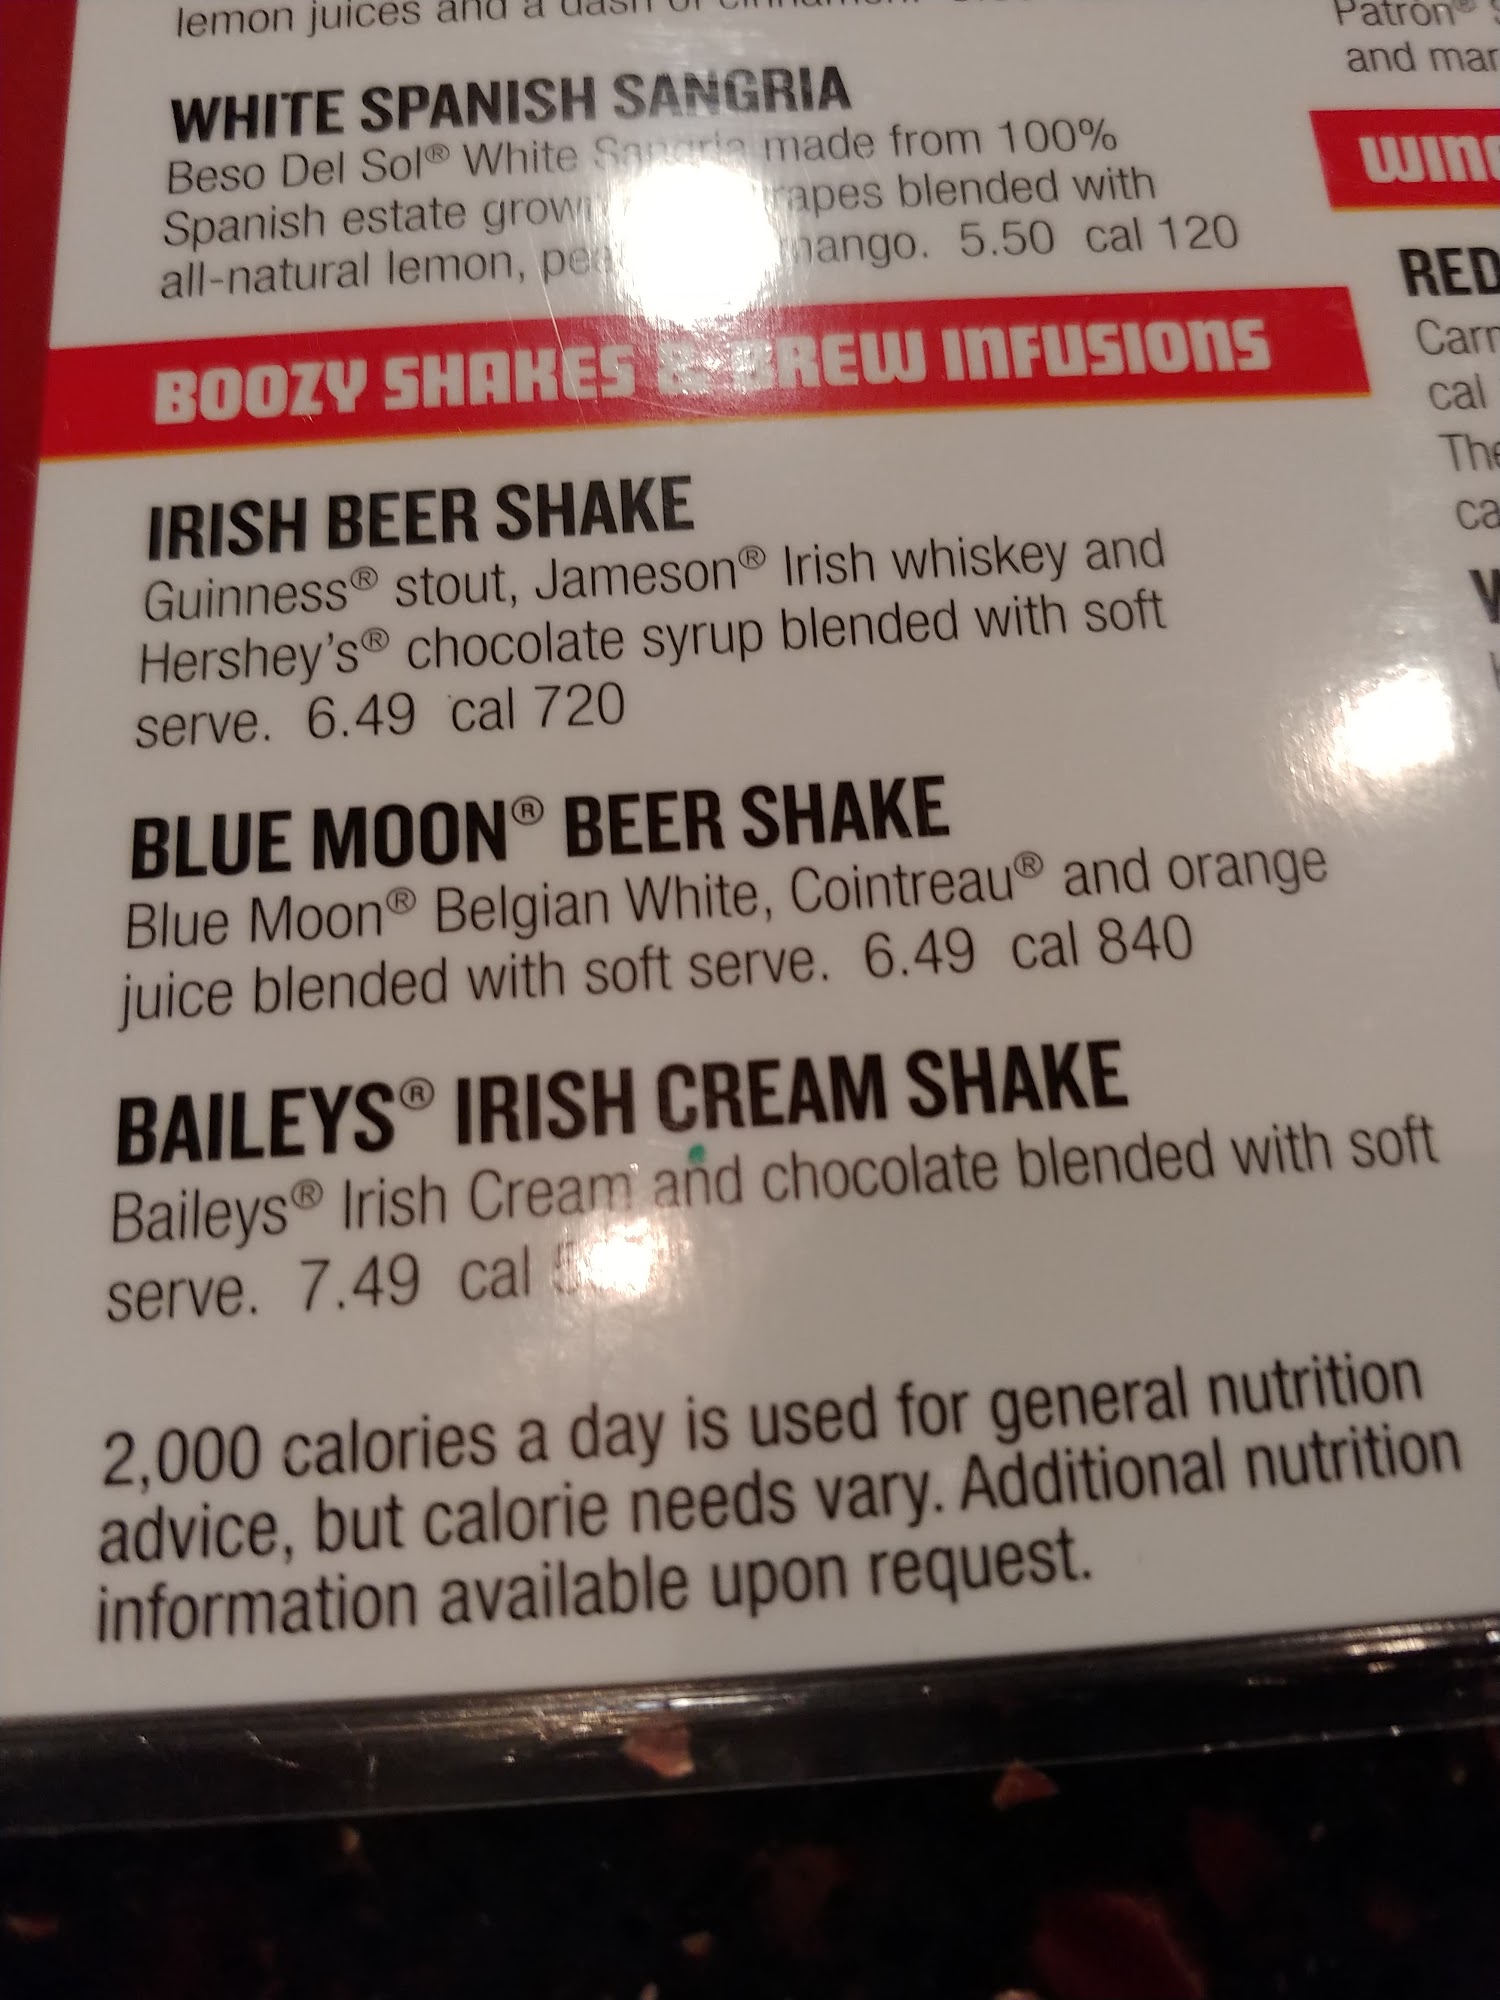 lemon juices and a dash of
WHITE SPANISH SANGRIA
Beso Del Sol® White Sangria made from 100%
Spanish estate blended with
all-natural lemon, mango. 5.50 cal 120
BOOZY SHAKES & BREW INFUSIONS
IRISH BEER SHAKE
Guinness® stout, Jameson® Irish whiskey and
Hershey's® chocolate syrup blended with soft
serve. 6.49 cal 720
BLUE MOON® BEER SHAKE
Blue Moon® Belgian White, Cointreau® and orange
juice blended with soft serve. 6.49 cal 840
BAILEYS® IRISH CREAM SHAKE
Baileys® Irish Cream and chocolate blended with soft
serve. 7.49 cal
2,000 calories a day is used for general nutrition
advice, but calorie needs vary. Additional nutrition
information available upon request.
Patrón®
and
RED
cal